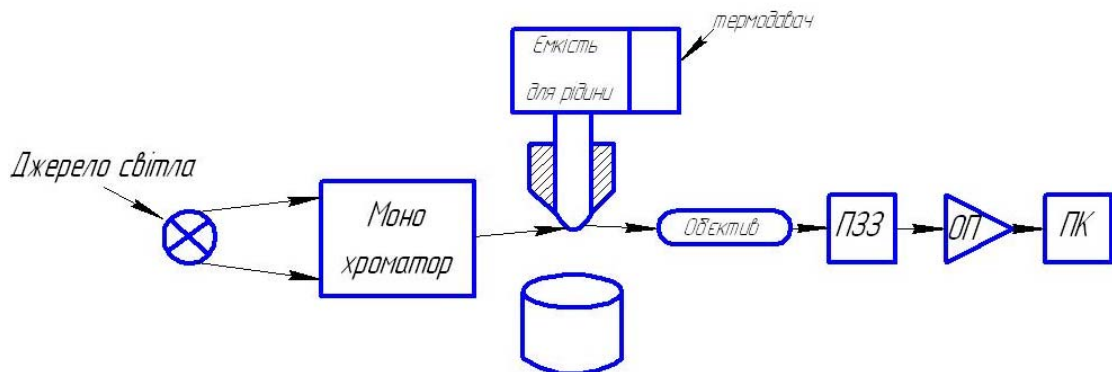 термодавач
Ємкість
для рідини
Джерело світла
Моно
хроматор
Об'єктив
ПЗЗ
ОП
ПК